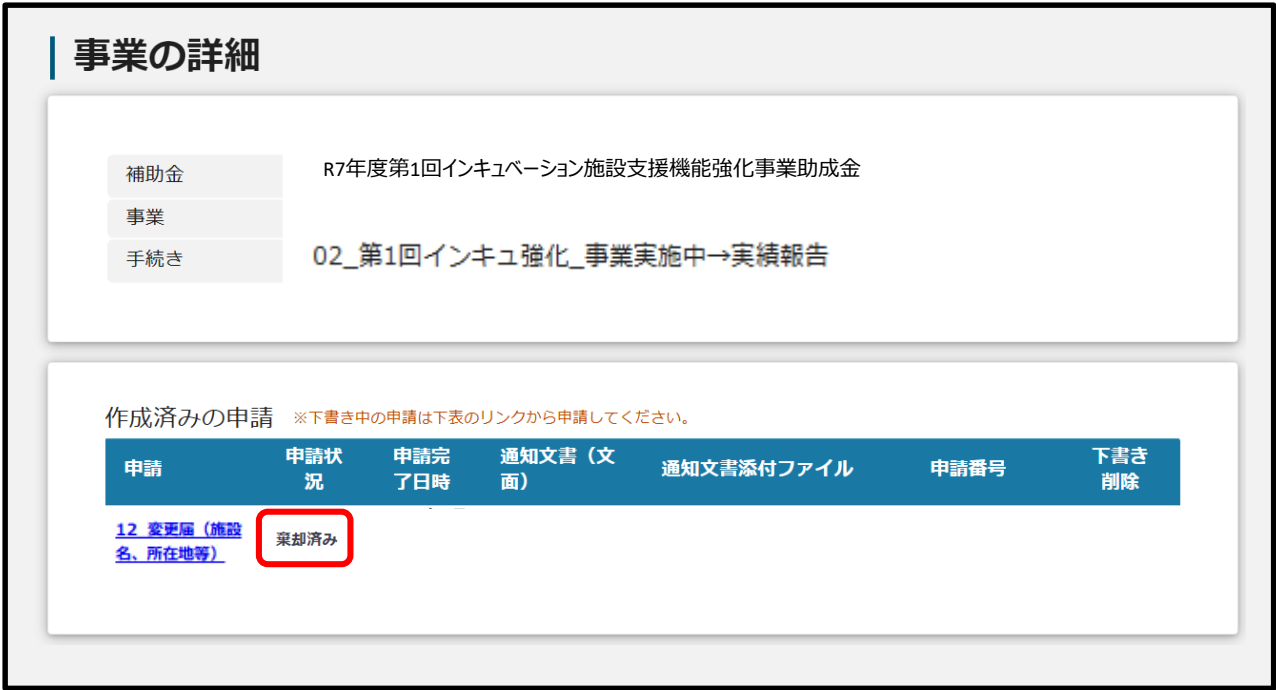 事業の詳細
補助金
R7年度第1回インキュベーション施設支援機能強化事業助成金
事業
手続き
02_第1回インキュ強化_事業実施中→実績報告
作成済みの申請 ※下書き中の申請は下表のリンクから申請してください。
申請
申請状
況
申請完
了日時
通知文書（文
面）
通知文書添付ファイル
申請番号
下書き
削除
12_変更届（施設
名、所在地等）
棄却済み